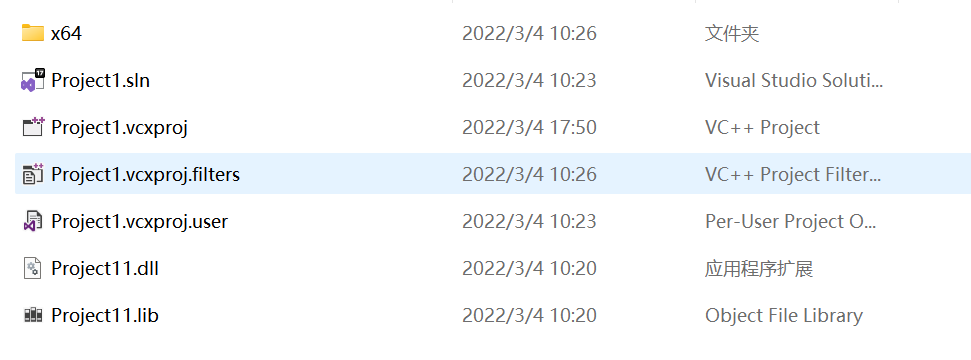 x64 2022/3/4 10:26 文件夹
17
Project1.sln 2022/3/4 10:23 Visual Studio Soluti...
Project1.vcxproj 2022/3/4 17:50 VC++ Project
Project1.vcxproj.filters 2022/3/4 10:26 VC++ Project Filter...
Project1.vcxproj.user 2022/3/4 10:23 Per-User Project O...
Project11.dll 2022/3/4 10:20 应用程序扩展
Project11.lib 2022/3/4 10:20 Object File Library